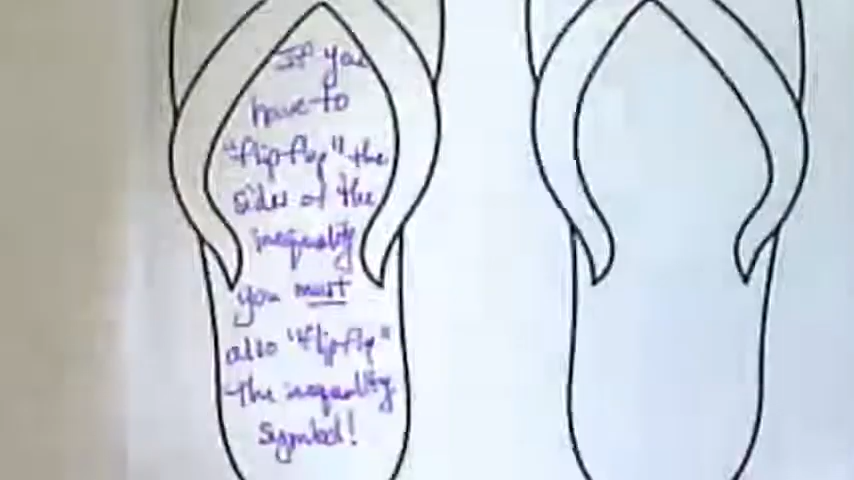 If you
have to
"flip flop" the
sides of the
inequality
you must
also "flip flop"
the inequality
symbol!